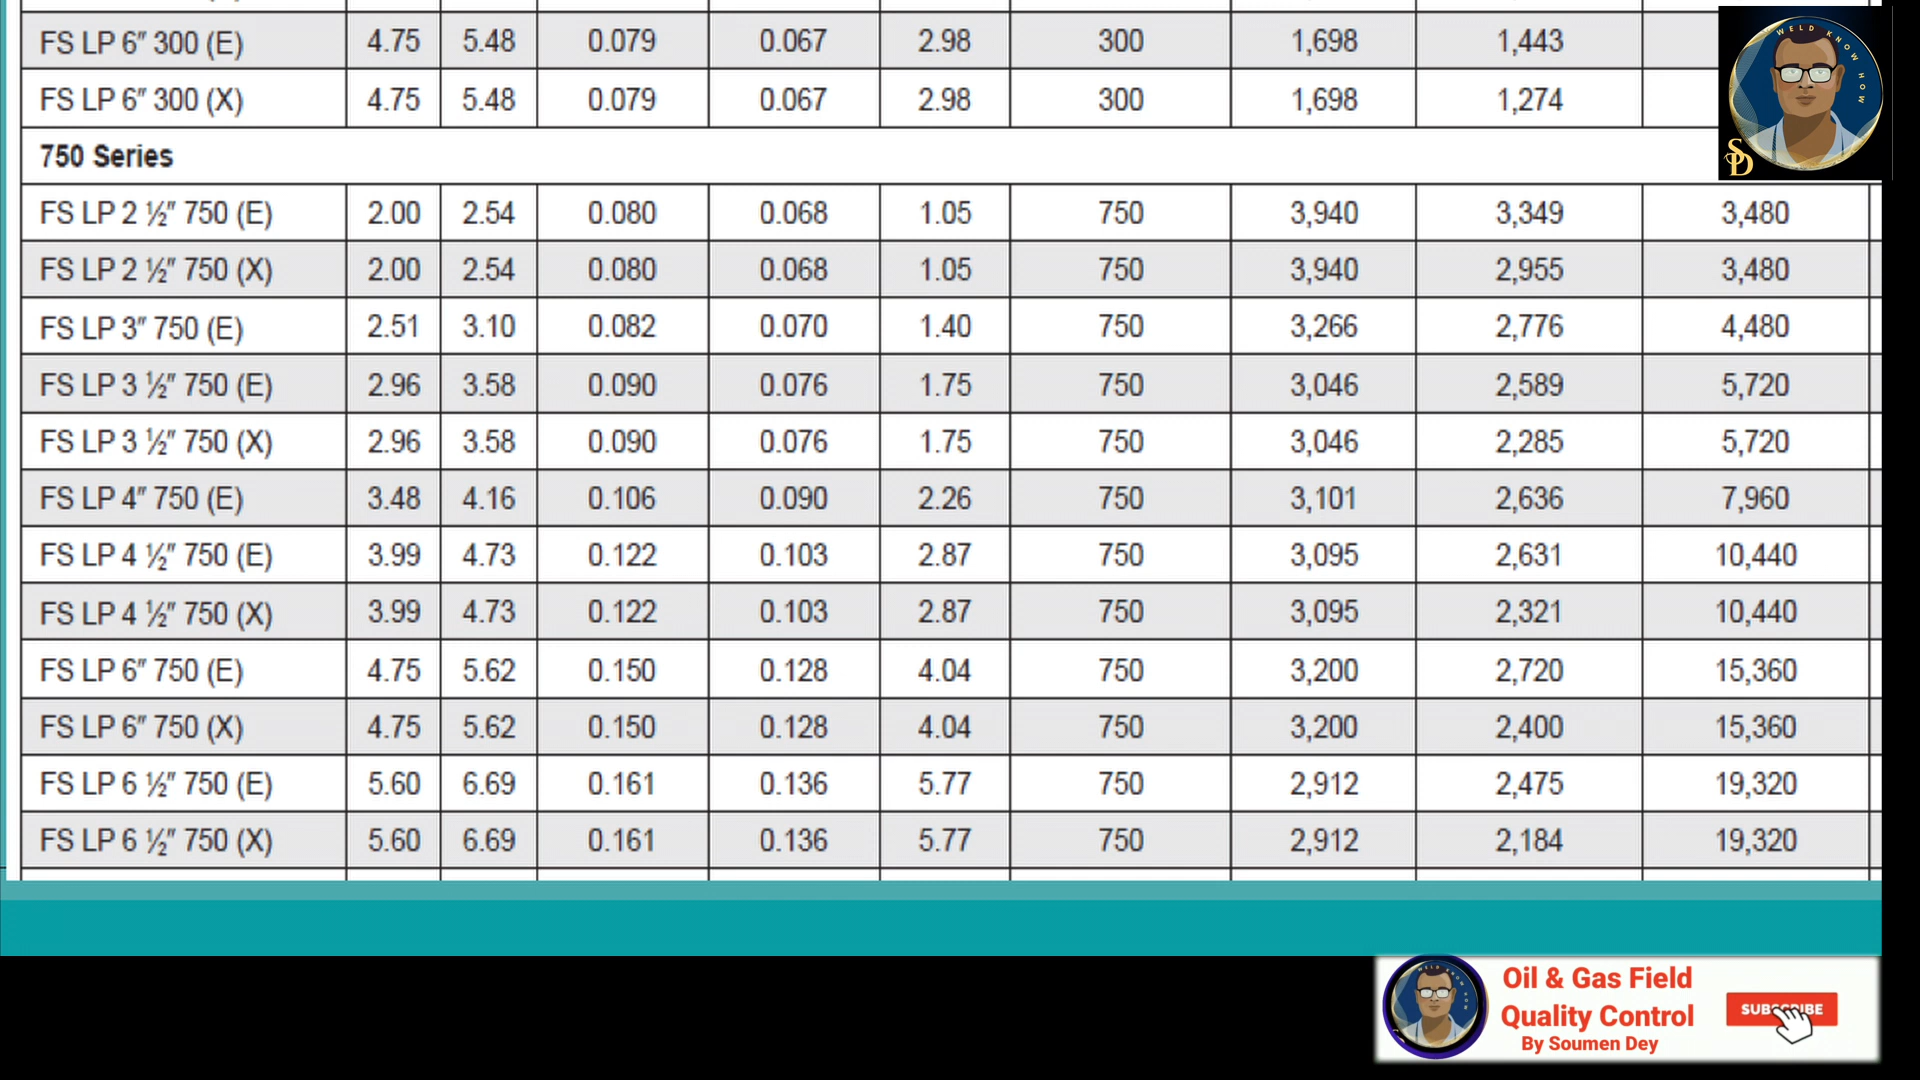 FS LP 6″ 300 (E) 4.75 5.48 0.079 0.067 2.98 300 1,698 1,443
FS LP 6″ 300 (X) 4.75 5.48 0.079 0.067 2.98 300 1,698 1,274
750 Series
FS LP 2 ½″ 750 (E) 2.00 2.54 0.080 0.068 1.05 750 3,940 3,349 3,480
FS LP 2 ½″ 750 (X) 2.00 2.54 0.080 0.068 1.05 750 3,940 2,955 3,480
FS LP 3″ 750 (E) 2.51 3.10 0.082 0.070 1.40 750 3,266 2,776 4,480
FS LP 3 ½″ 750 (E) 2.96 3.58 0.090 0.076 1.75 750 3,046 2,589 5,720
FS LP 3 ½″ 750 (X) 2.96 3.58 0.090 0.076 1.75 750 3,046 2,285 5,720
FS LP 4″ 750 (E) 3.48 4.16 0.106 0.090 2.26 750 3,101 2,636 7,960
FS LP 4 ½″ 750 (E) 3.99 4.73 0.122 0.103 2.87 750 3,095 2,631 10,440
FS LP 4 ½″ 750 (X) 3.99 4.73 0.122 0.103 2.87 750 3,095 2,321 10,440
FS LP 6″ 750 (E) 4.75 5.62 0.150 0.128 4.04 750 3,200 2,720 15,360
FS LP 6″ 750 (X) 4.75 5.62 0.150 0.128 4.04 750 3,200 2,400 15,360
FS LP 6 ½″ 750 (E) 5.60 6.69 0.161 0.136 5.77 750 2,912 2,475 19,320
FS LP 6 ½″ 750 (X) 5.60 6.69 0.161 0.136 5.77 750 2,912 2,184 19,320
WELD KNOW HOW
SD
Oil & Gas Field
Quality Control
By Soumen Dey
SUBSCRIBE